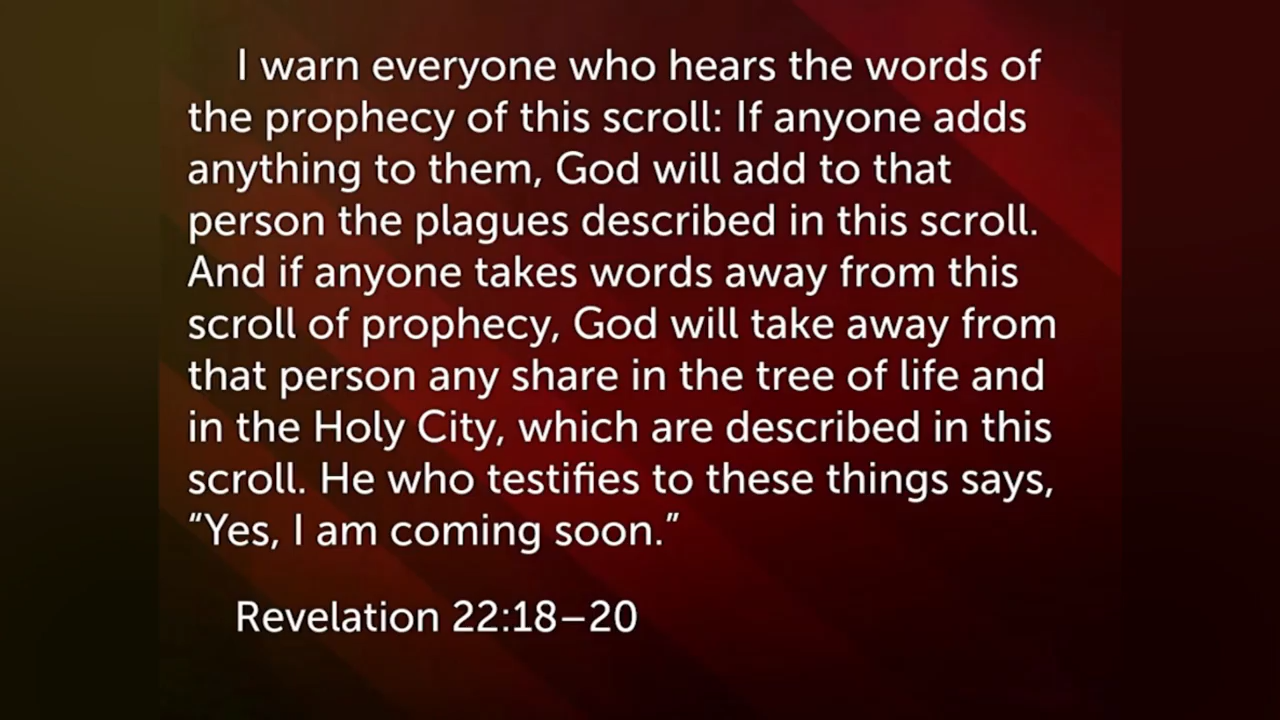 I warn everyone who hears the words of
the prophecy of this scroll: If anyone adds
anything to them, God will add to that
person the plagues described in this scroll.
And if anyone takes words away from this
scroll of prophecy, God will take away from
that person any share in the tree of life and
in the Holy City, which are described in this
scroll. He who testifies to these things says,
“Yes, I am coming soon.”
Revelation 22:18–20